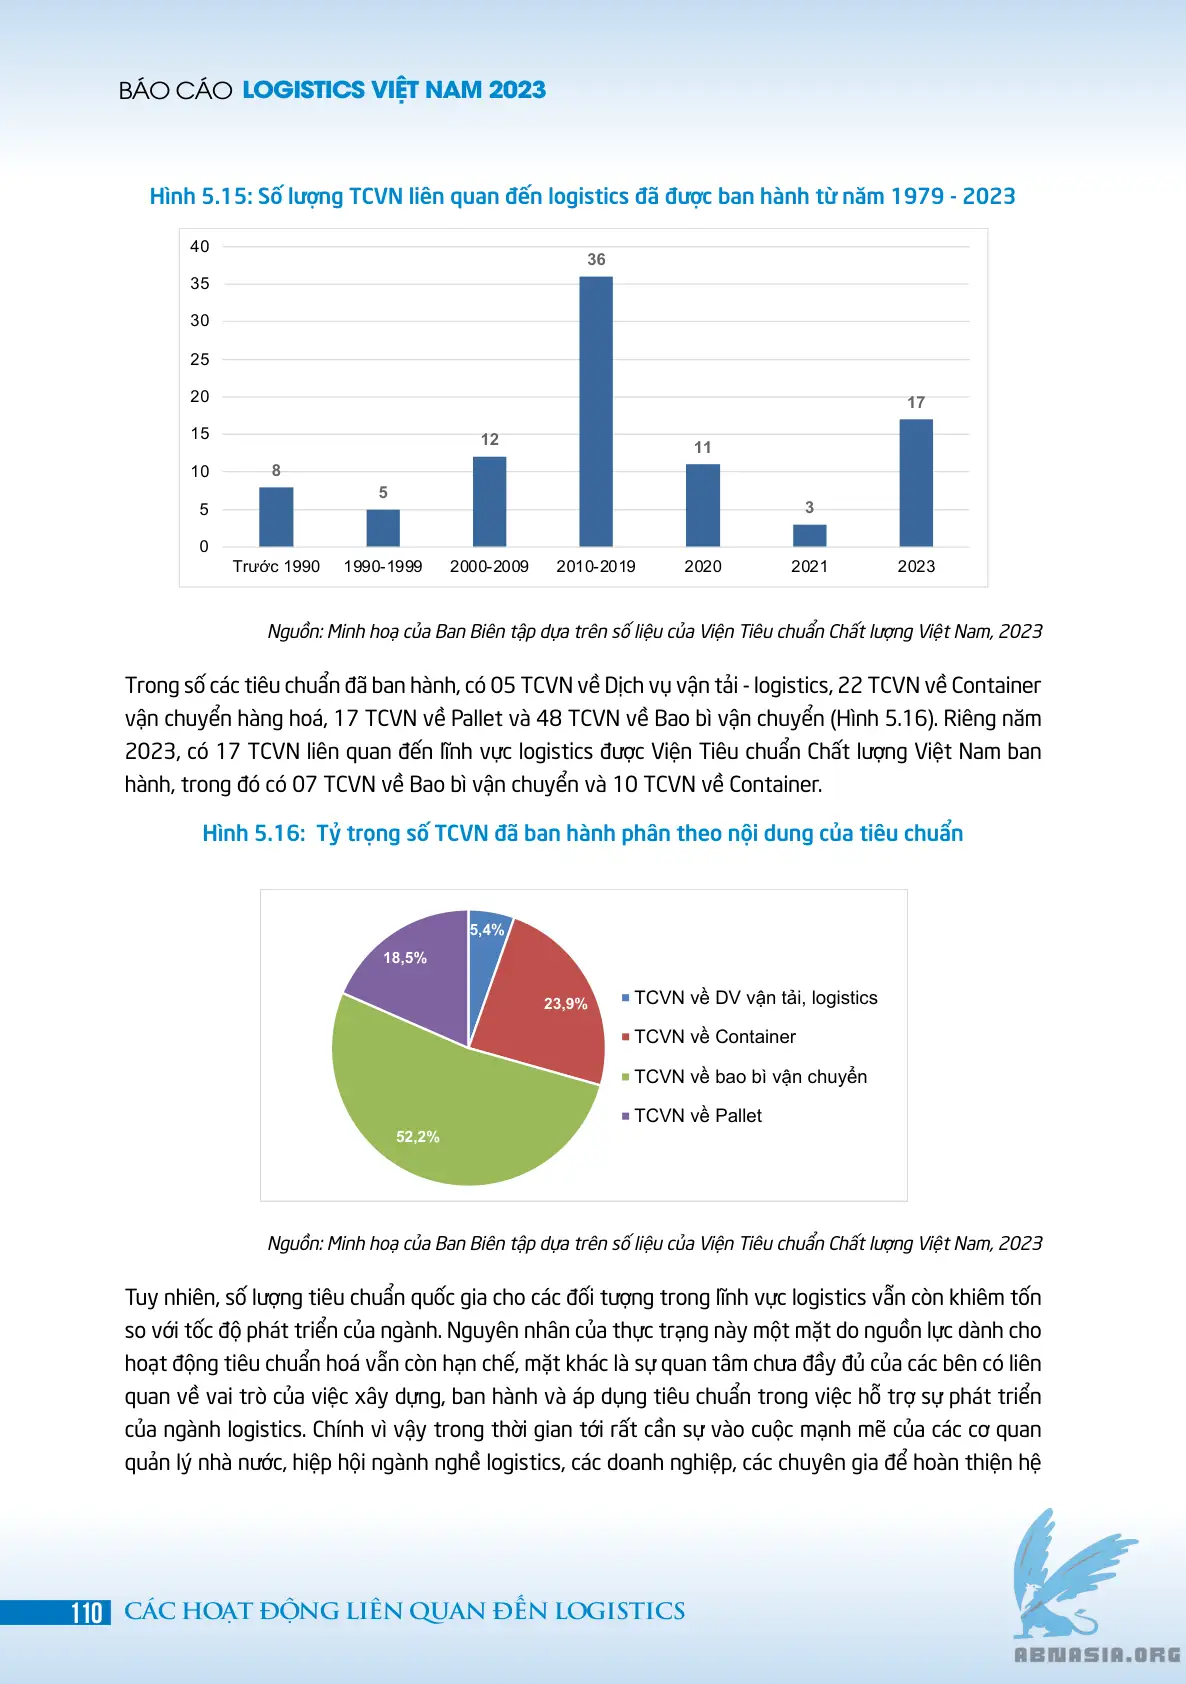 BÁO CÁO LOGISTICS VIỆT NAM 2023
Hình 5.15: Số lượng TCVN liên quan đến logistics đã được ban hành từ năm 1979 - 2023
40
35
30
25
20
15
10
5
0
8
5
12
36
11
3
17
Trước 1990
1990-1999
2000-2009
2010-2019
2020
2021
2023
Nguồn: Minh hoạ của Ban Biên tập dựa trên số liệu của Viện Tiêu chuẩn Chất lượng Việt Nam, 2023
Trong số các tiêu chuẩn đã ban hành, có 05 TCVN về Dịch vụ vận tải - logistics, 22 TCVN về Container
vận chuyển hàng hoá, 17 TCVN về Pallet và 48 TCVN về Bao bì vận chuyển (Hình 5.16). Riêng năm
2023, có 17 TCVN liên quan đến lĩnh vực logistics được Viện Tiêu chuẩn Chất lượng Việt Nam ban
hành, trong đó có 07 TCVN về Bao bì vận chuyển và 10 TCVN về Container.
Hình 5.16: Tỷ trọng số TCVN đã ban hành phân theo nội dung của tiêu chuẩn
5,4%
18,5%
23,9%
52,2%
TCVN về DV vận tải, logistics
TCVN về Container
TCVN về bao bì vận chuyển
TCVN về Pallet
Nguồn: Minh hoạ của Ban Biên tập dựa trên số liệu của Viện Tiêu chuẩn Chất lượng Việt Nam, 2023
Tuy nhiên, số lượng tiêu chuẩn quốc gia cho các đối tượng trong lĩnh vực logistics vẫn còn khiêm tốn
so với tốc độ phát triển của ngành. Nguyên nhân của thực trạng này một mặt do nguồn lực dành cho
hoạt động tiêu chuẩn hoá vẫn còn hạn chế, mặt khác là sự quan tâm chưa đầy đủ của các bên có liên
quan về vai trò của việc xây dựng, ban hành và áp dụng tiêu chuẩn trong việc hỗ trợ sự phát triển
của ngành logistics. Chính vì vậy trong thời gian tới rất cần sự vào cuộc mạnh mẽ của các cơ quan
quản lý nhà nước, hiệp hội ngành nghề logistics, các doanh nghiệp, các chuyên gia để hoàn thiện hệ
110 CÁC HOẠT ĐỘNG LIÊN QUAN ĐẾN LOGISTICS
ABNASIA.ORG